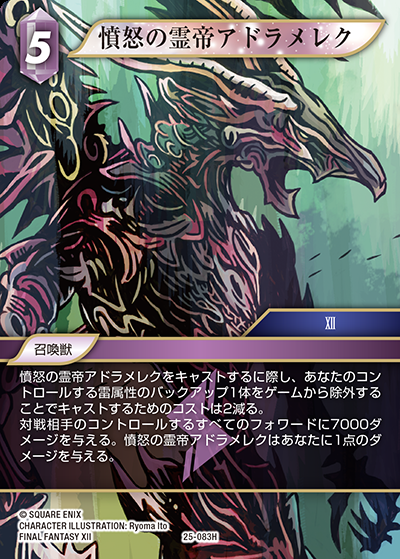 5
憤怒の霊帝アドラメレク
XII
召喚獣
憤怒の霊帝アドラメレクをキャストするに際し、あなたのコン
トロールする雷属性のバックアップ1体をゲームから除外する
ことでキャストするためのコストは2減る。
対戦相手のコントロールするすべてのフォワードに7000ダ
メージを与える。憤怒の霊帝アドラメレクはあなたに1点のダ
メージを与える。
© SQUARE ENIX
CHARACTER ILLUSTRATION: Ryoma Ito
FINAL FANTASY XII
25-083H